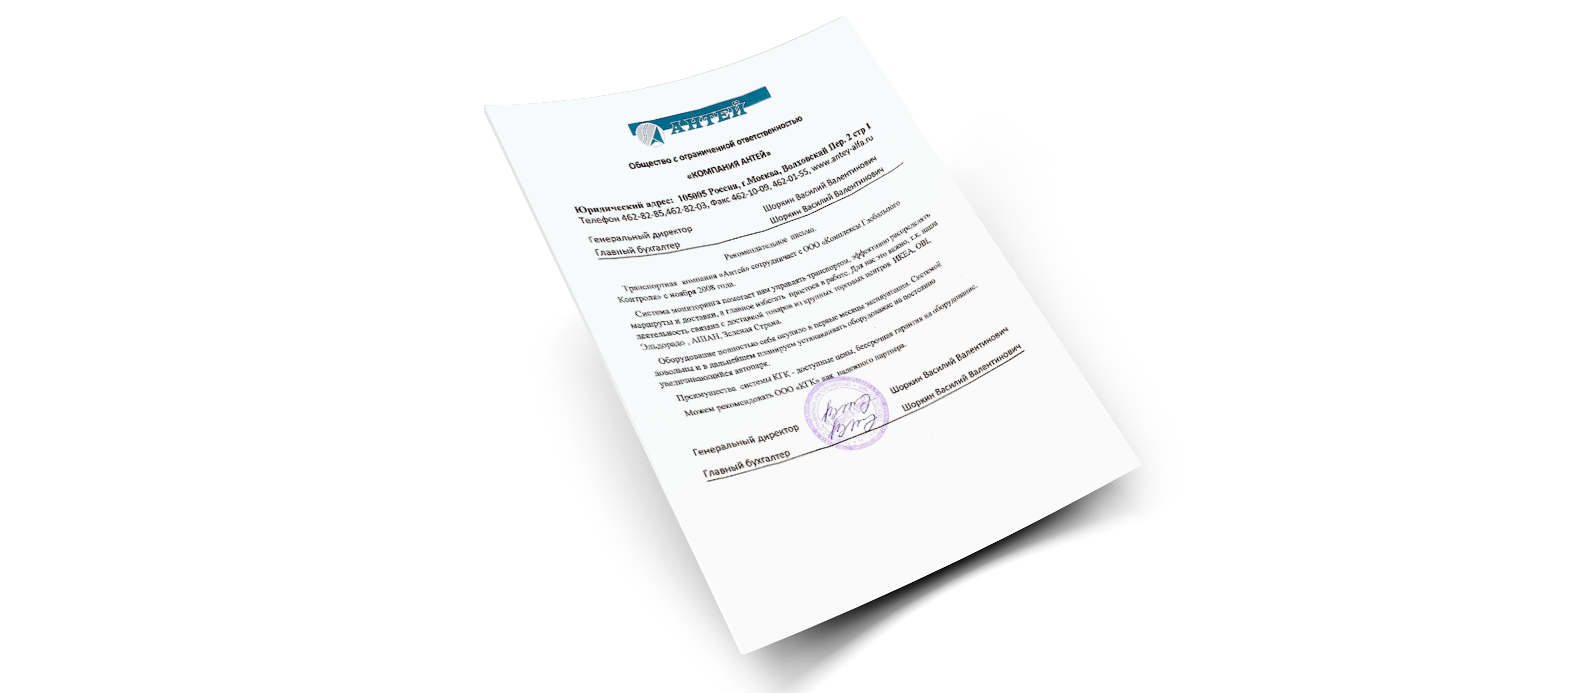 АНТЕЙ
Общество с ограниченной ответственностью
«КОМПАНИЯ АНТЕЙ»
Юридический адрес: 105005 Россия, г.Москва, Волховский Пер. 2 стр 1
Телефон 462-82-85,462-82-03, Факс 462-10-09, 462-01-55, www.antey-alfa.ru
Генеральный директор Шоркин Василий Валентинович
Главный бухгалтер Шоркин Василий Валентинович
Рекомендательное письмо.
Транспортная компания «Антей» сотрудничает с ООО «Комплексы Глобального
Контроля» с ноября 2008 года.
Система мониторинга помогает нам управлять транспортом, эффективно распределять
маршруты и доставки, а главное избегать простоев в работе. Для нас это важно, т.к. наша
деятельность связана с доставкой товаров из крупных торговых центров ИКЕА, OBI,
Эльдорадо , АШАН, Зеленая Страна.
Оборудование полностью себя окупило в первые месяцы эксплуатации. Системой
довольны и в дальнейшем планируем устанавливать оборудование на постоянно
увеличивающийся автопарк.
Преимущества системы КГК - доступные цены, бессрочная гарантия на оборудование.
Можем рекомендовать ООО «КГК» как надежного партнера.
Генеральный директор Шоркин Василий Валентинович
Главный бухгалтер Шоркин Василий Валентинович